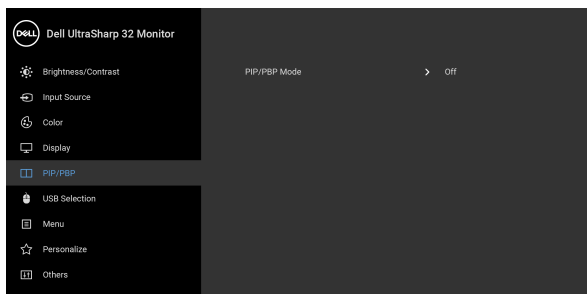 DELL Dell UltraSharp 32 Monitor
Brightness/Contrast
PIP/PBP Mode Off
Input Source
Color
Display
PIP/PBP
USB Selection
Menu
Personalize
Others